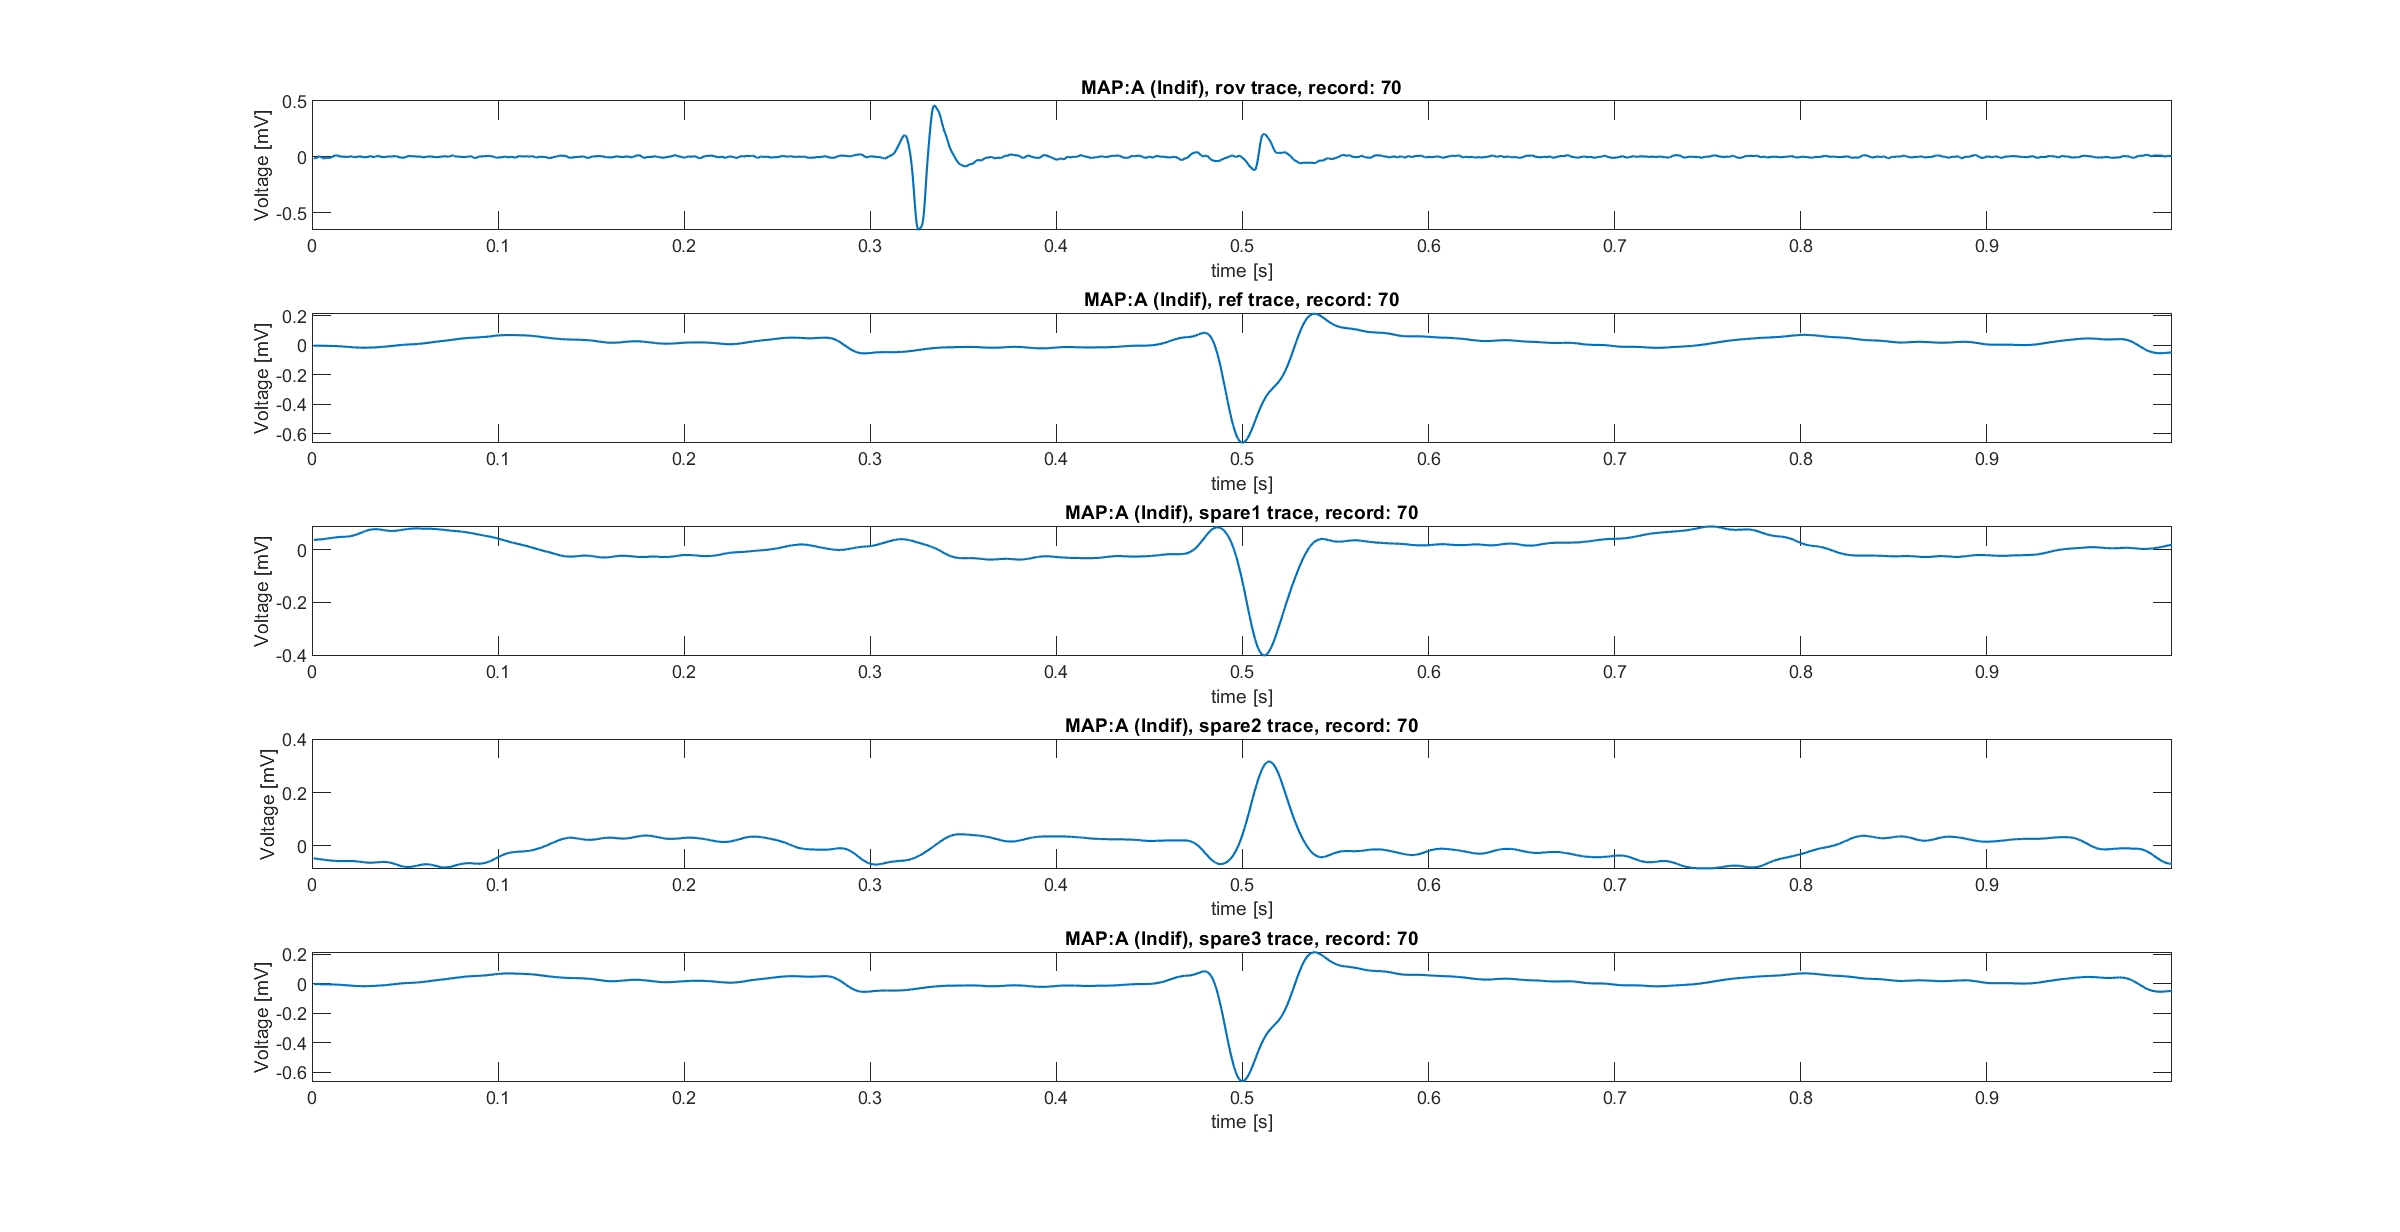 MAP:A (Indif), rov trace, record: 70
Voltage [mV]
0.5
0
-0.5
0 0.1 0.2 0.3 0.4 0.5 0.6 0.7 0.8 0.9
time [s]
MAP:A (Indif), ref trace, record: 70
Voltage [mV]
0.2
0
-0.2
-0.4
-0.6
0 0.1 0.2 0.3 0.4 0.5 0.6 0.7 0.8 0.9
time [s]
MAP:A (Indif), spare1 trace, record: 70
Voltage [mV]
0
-0.2
-0.4
0 0.1 0.2 0.3 0.4 0.5 0.6 0.7 0.8 0.9
time [s]
MAP:A (Indif), spare2 trace, record: 70
Voltage [mV]
0.4
0.2
0
0 0.1 0.2 0.3 0.4 0.5 0.6 0.7 0.8 0.9
time [s]
MAP:A (Indif), spare3 trace, record: 70
Voltage [mV]
0.2
0
-0.2
-0.4
-0.6
0 0.1 0.2 0.3 0.4 0.5 0.6 0.7 0.8 0.9
time [s]